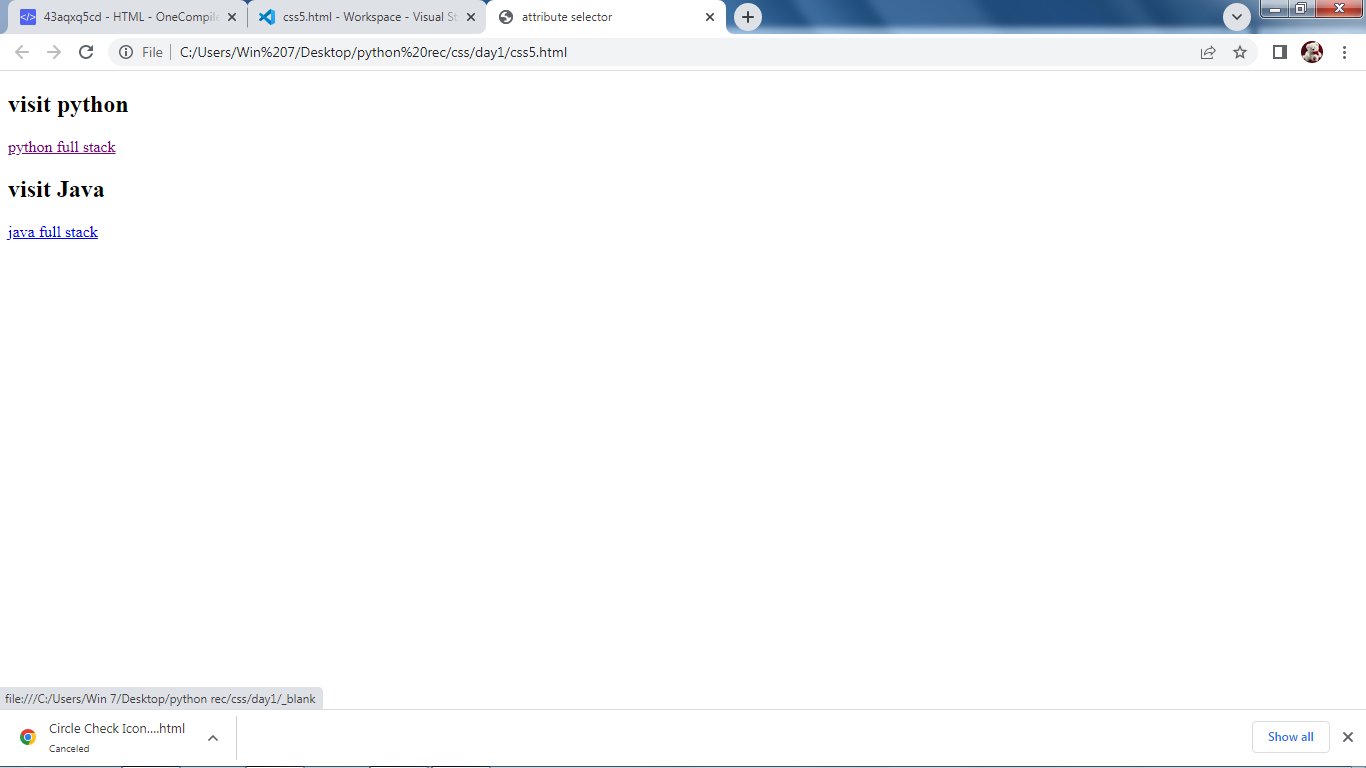 43aqxq5cd - HTML - OneCompile
css5.html - Workspace - Visual St
attribute selector
File
C:/Users/Win%207/Desktop/python%20rec/css/day1/css5.html
visit python
python full stack
visit Java
java full stack
file:///C:/Users/Win 7/Desktop/python rec/css/day1/_blank
Circle Check Icon....html
Canceled
Show all